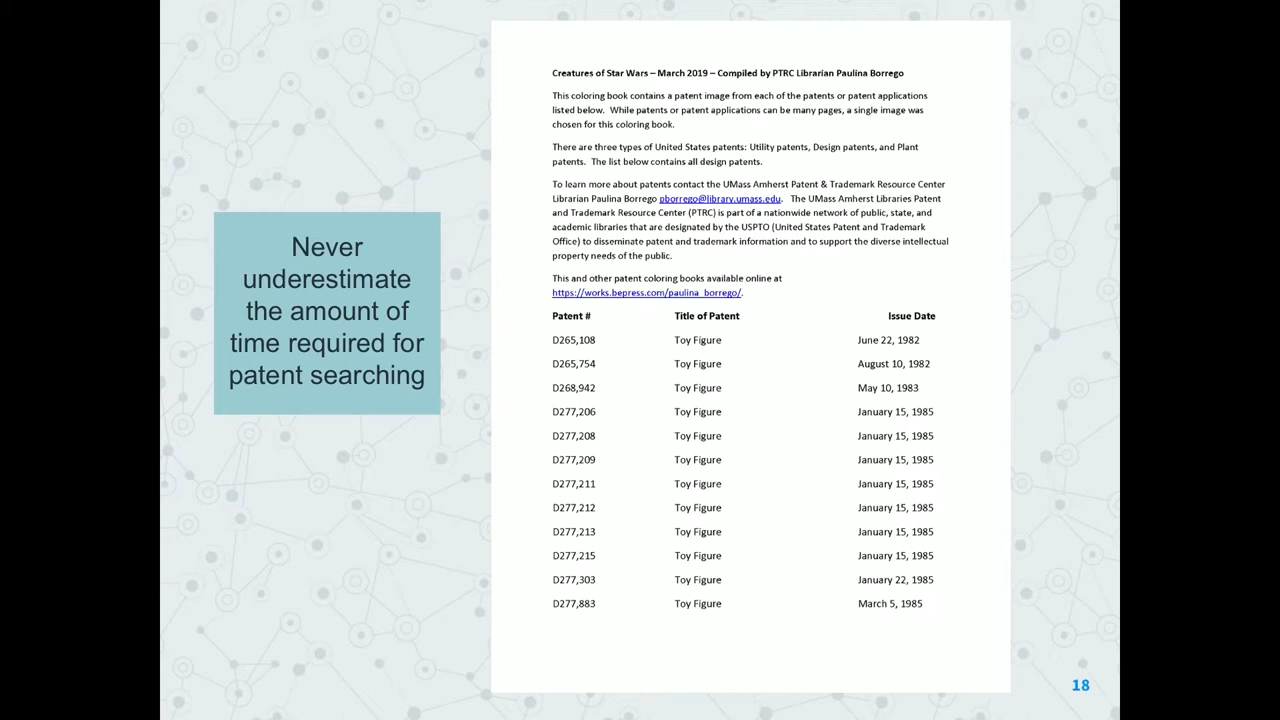 Never
underestimate
the amount of
time required for
patent searching
Creatures of Star Wars – March 2019 – Compiled by PTRC Librarian Paulina Borrego
This coloring book contains a patent image from each of the patents or patent applications
listed below.  While patents or patent applications can be many pages, a single image was
chosen for this coloring book.
There are three types of United States patents: Utility patents, Design patents, and Plant
patents.  The list below contains all design patents.
To learn more about patents contact the UMass Amherst Patent & Trademark Resource Center
Librarian Paulina Borrego pborrego@library.umass.edu.   The UMass Amherst Libraries Patent
and Trademark Resource Center (PTRC) is part of a nationwide network of public, state, and
academic libraries that are designated by the USPTO (United States Patent and Trademark
Office) to disseminate patent and trademark information and to support the diverse intellectual
property needs of the public.
This and other patent coloring books available online at
https://works.bepress.com/paulina_borrego/.
Patent # Title of Patent Issue Date
D265,108 Toy Figure June 22, 1982
D265,754 Toy Figure August 10, 1982
D268,942 Toy Figure May 10, 1983
D277,206 Toy Figure January 15, 1985
D277,208 Toy Figure January 15, 1985
D277,209 Toy Figure January 15, 1985
D277,211 Toy Figure January 15, 1985
D277,212 Toy Figure January 15, 1985
D277,213 Toy Figure January 15, 1985
D277,215 Toy Figure January 15, 1985
D277,303 Toy Figure January 22, 1985
D277,883 Toy Figure March 5, 1985
18